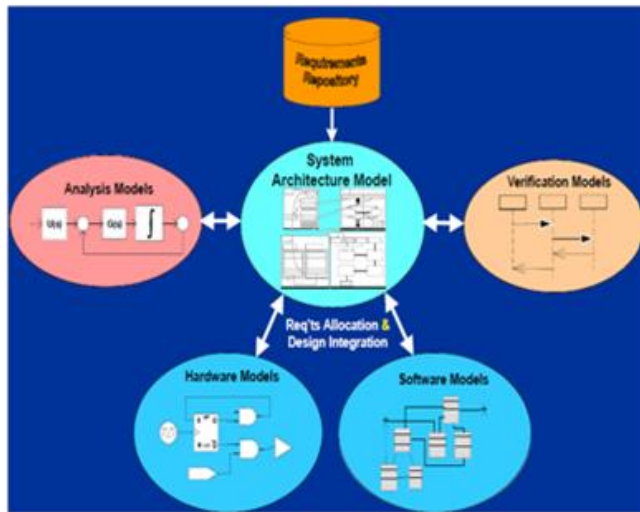 Requirements
Repository
System
Architecture Model
Analysis Models
U(s)
G(s)
∫
Verification Models
Req'ts Allocation &
Design Integration
Hardware Models
Software Models